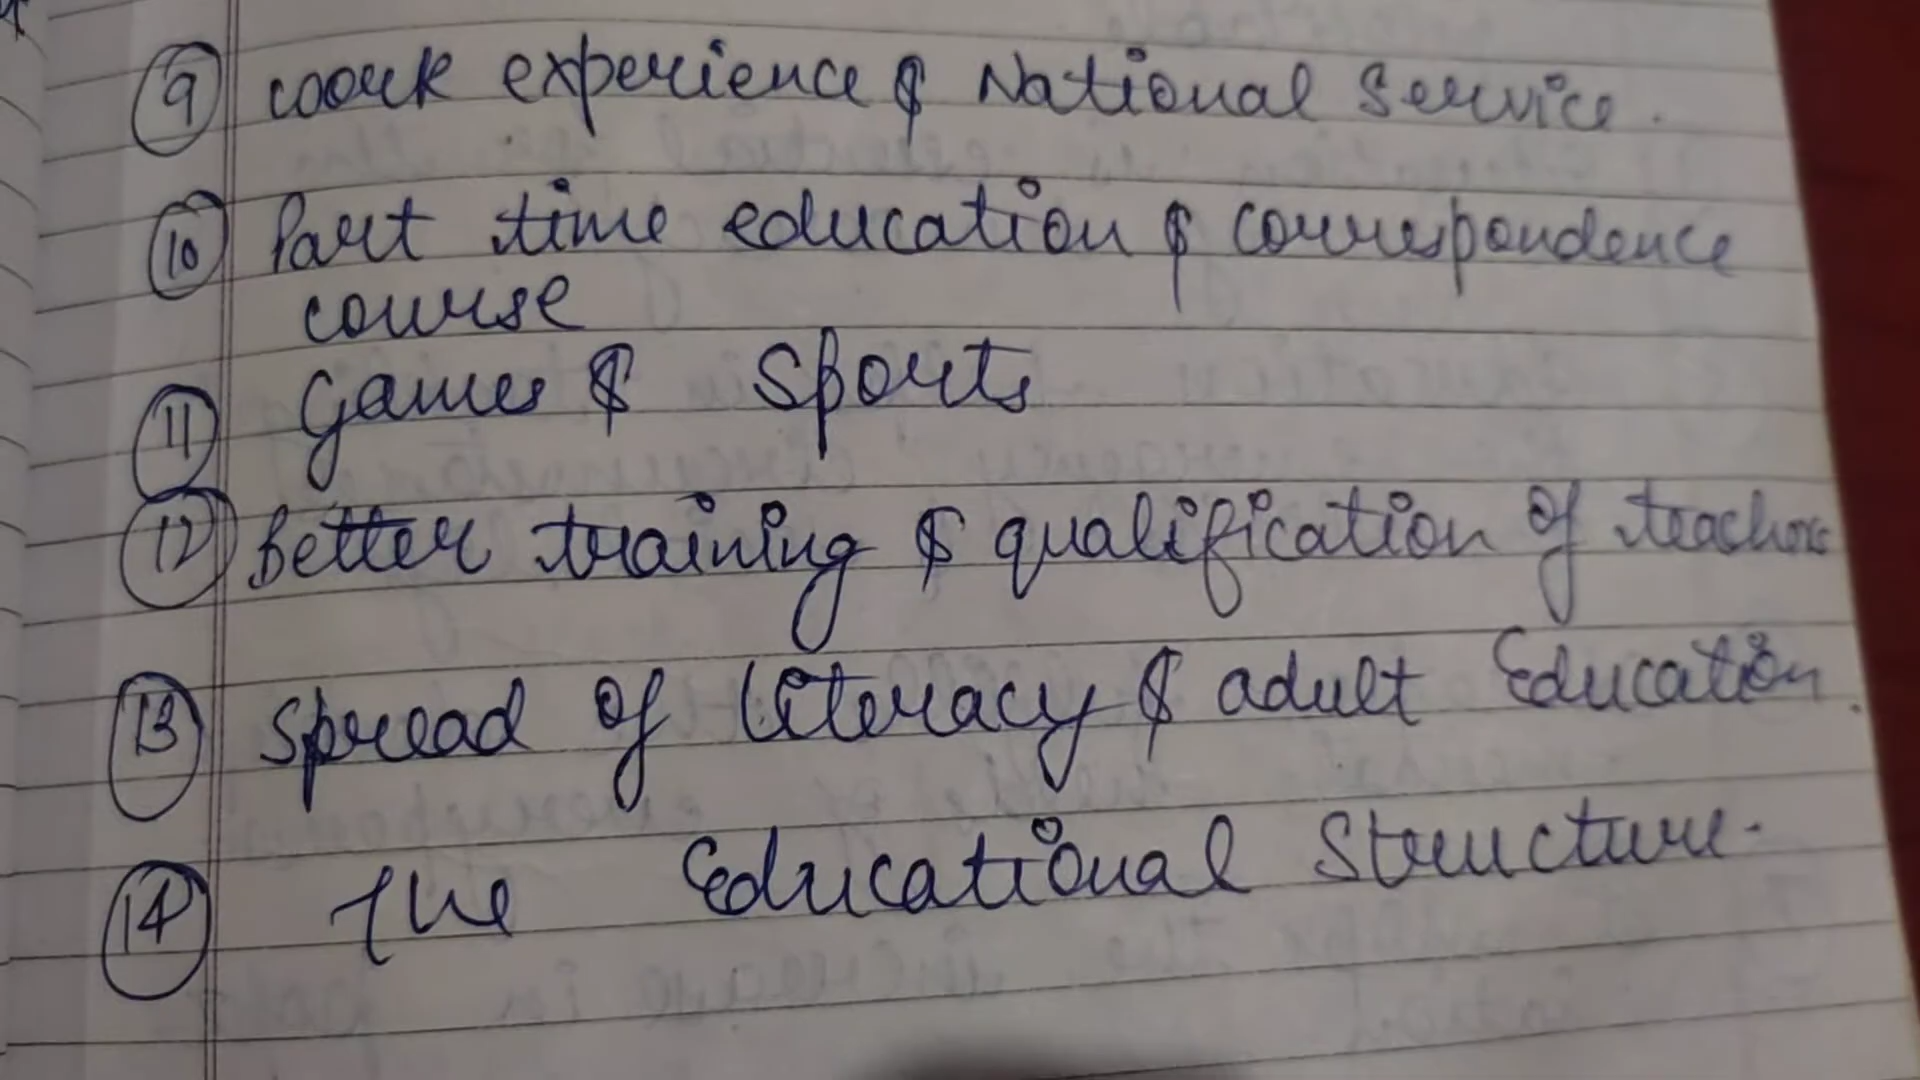 9 work experience & National Service.
10 Part time education & correspondence
course
11 Games & Sports
12 Better training & qualification of teachers
13 Spread of literacy & adult Education.
14 The Educational Structure.